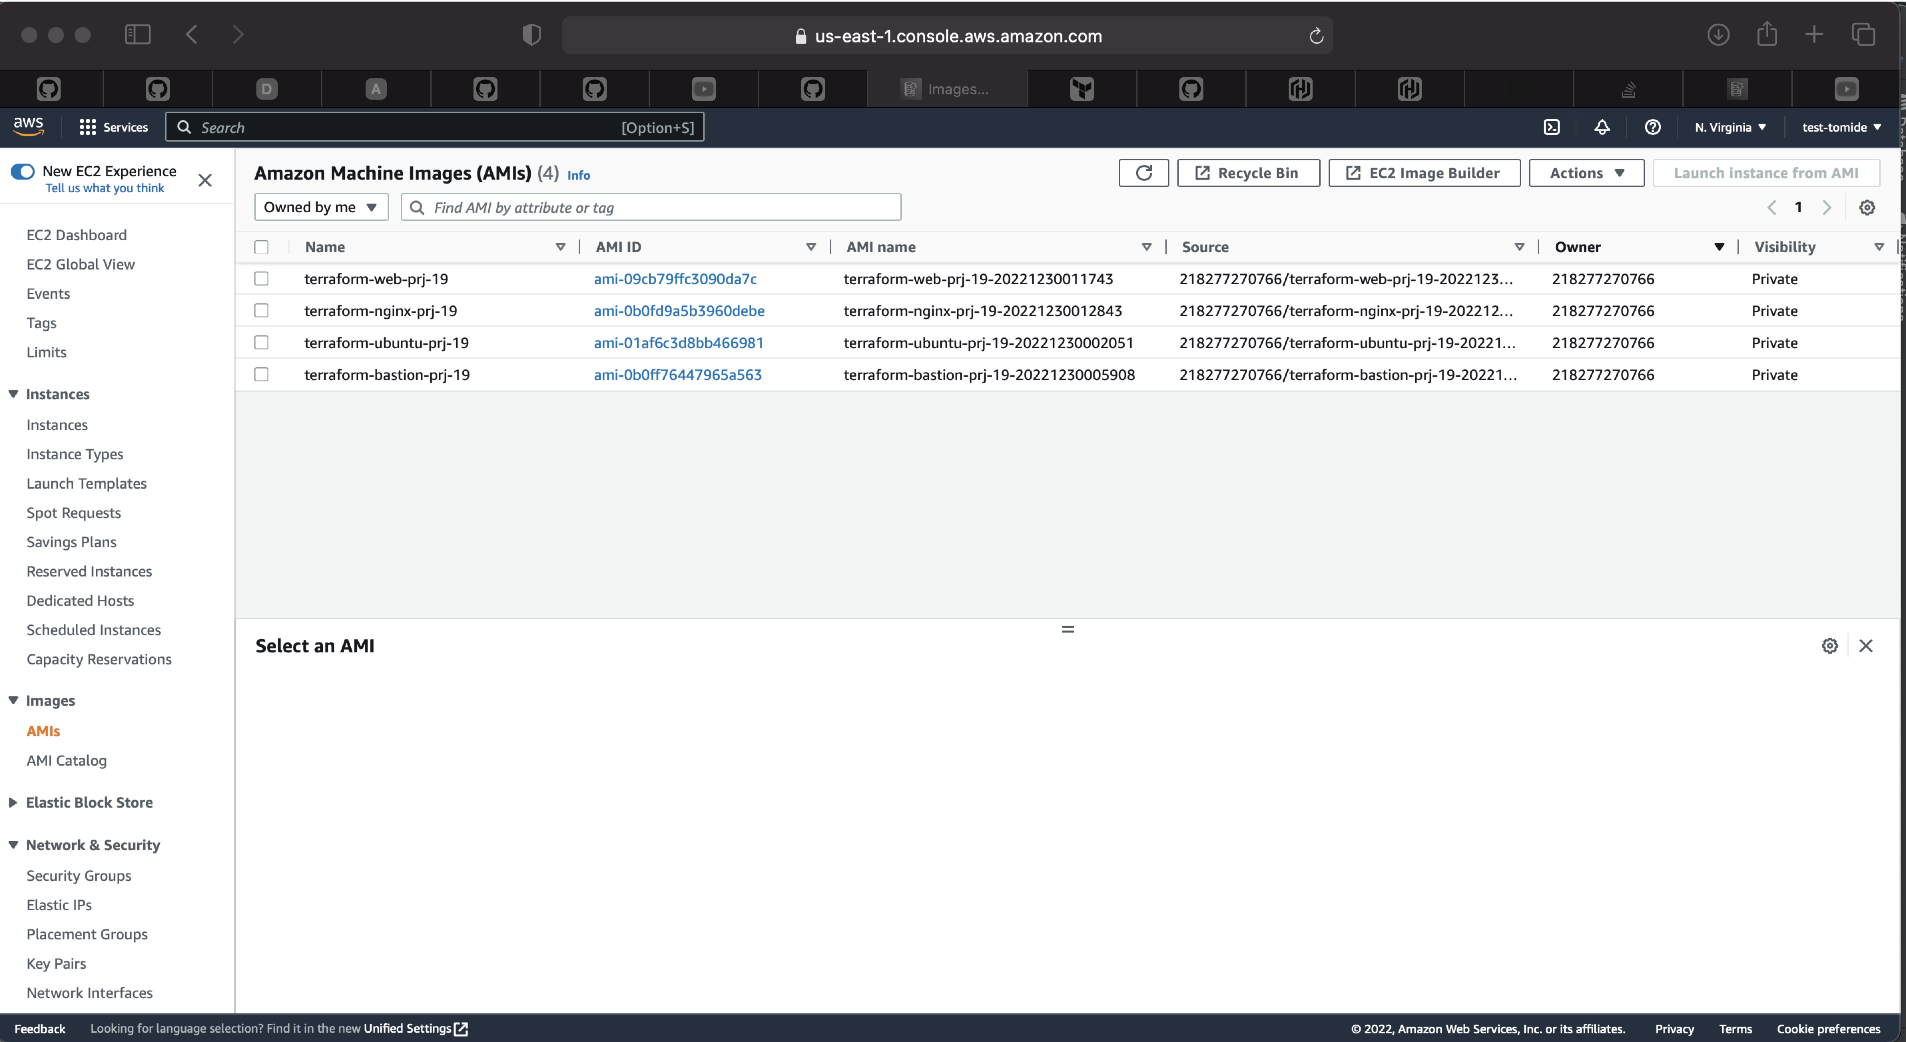 us-east-1.console.aws.amazon.com
D
A
Images...
aws
Services
Search
[Option+S]
N. Virginia
test-tomide
New EC2 Experience
Tell us what you think
EC2 Dashboard
EC2 Global View
Events
Tags
Limits
Instances
Instances
Instance Types
Launch Templates
Spot Requests
Savings Plans
Reserved Instances
Dedicated Hosts
Scheduled Instances
Capacity Reservations
Images
AMIs
AMI Catalog
Elastic Block Store
Network & Security
Security Groups
Elastic IPs
Placement Groups
Key Pairs
Network Interfaces
Amazon Machine Images (AMIs) (4) Info
Recycle Bin
EC2 Image Builder
Actions
Launch instance from AMI
Owned by me
Find AMI by attribute or tag
1
Name AMI ID AMI name Source Owner Visibility
terraform-web-prj-19 ami-09cb79ffc3090da7c terraform-web-prj-19-20221230011743 218277270766/terraform-web-prj-19-2022123... 218277270766 Private
terraform-nginx-prj-19 ami-0b0fd9a5b3960debe terraform-nginx-prj-19-20221230012843 218277270766/terraform-nginx-prj-19-202212... 218277270766 Private
terraform-ubuntu-prj-19 ami-01af6c3d8bb466981 terraform-ubuntu-prj-19-20221230002051 218277270766/terraform-ubuntu-prj-19-20221... 218277270766 Private
terraform-bastion-prj-19 ami-0b0ff76447965a563 terraform-bastion-prj-19-20221230005908 218277270766/terraform-bastion-prj-19-20221... 218277270766 Private
Select an AMI
Feedback
Looking for language selection? Find it in the new Unified Settings
© 2022, Amazon Web Services, Inc. or its affiliates.
Privacy
Terms
Cookie preferences